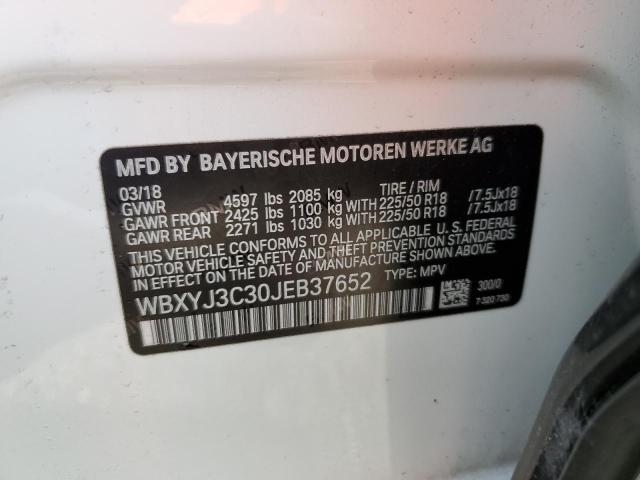 MFD BY BAYERISCHE MOTOREN WERKE AG
03/18 TIRE / RIM
GVWR 4597 lbs 2085 kg
GAWR FRONT 2425 lbs 1100 kg WITH 225/50 R18 /7.5Jx18
GAWR REAR 2271 lbs 1030 kg WITH 225/50 R18 /7.5Jx18
THIS VEHICLE CONFORMS TO ALL APPLICABLE U.S. FEDERAL
MOTOR VEHICLE SAFETY AND THEFT PREVENTION STANDARDS
IN EFFECT ON THE DATE OF MANUFACTURE SHOWN ABOVE.
WBXYJ3C30JEB37652 TYPE: MPV
300/0
7 320 730